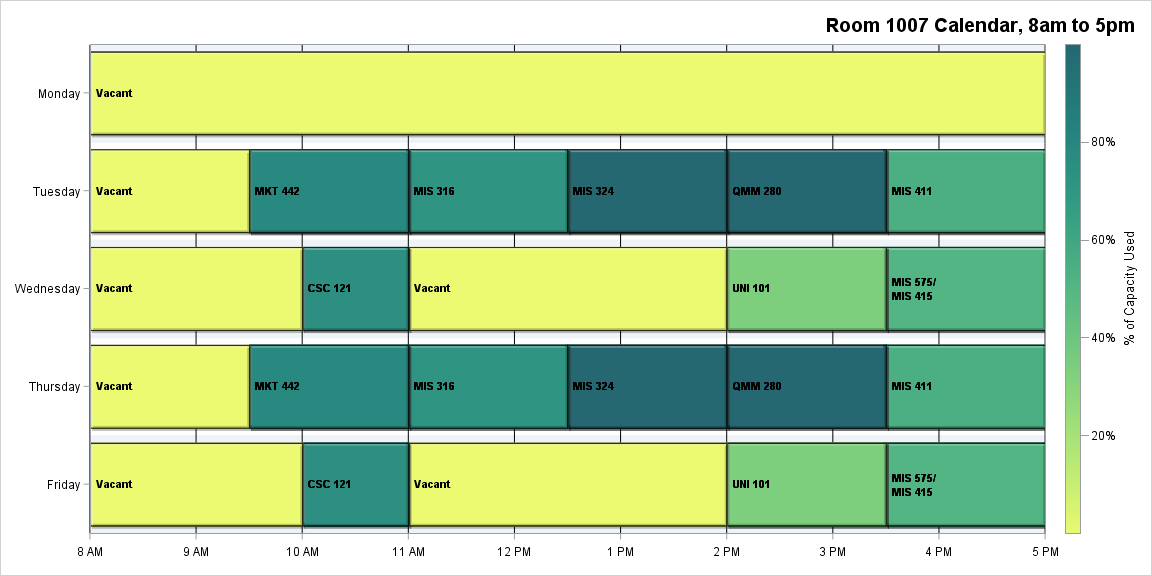 Room 1007 Calendar, 8am to 5pm
Monday
Vacant
Tuesday
Vacant
MKT 442
MIS 316
MIS 324
QMM 280
MIS 411
Wednesday
Vacant
CSC 121
Vacant
UNI 101
MIS 575/
MIS 415
Thursday
Vacant
MKT 442
MIS 316
MIS 324
QMM 280
MIS 411
Friday
Vacant
CSC 121
Vacant
UNI 101
MIS 575/
MIS 415
8 AM
9 AM
10 AM
11 AM
12 PM
1 PM
2 PM
3 PM
4 PM
5 PM
80%
60%
40%
20%
% of Capacity Used